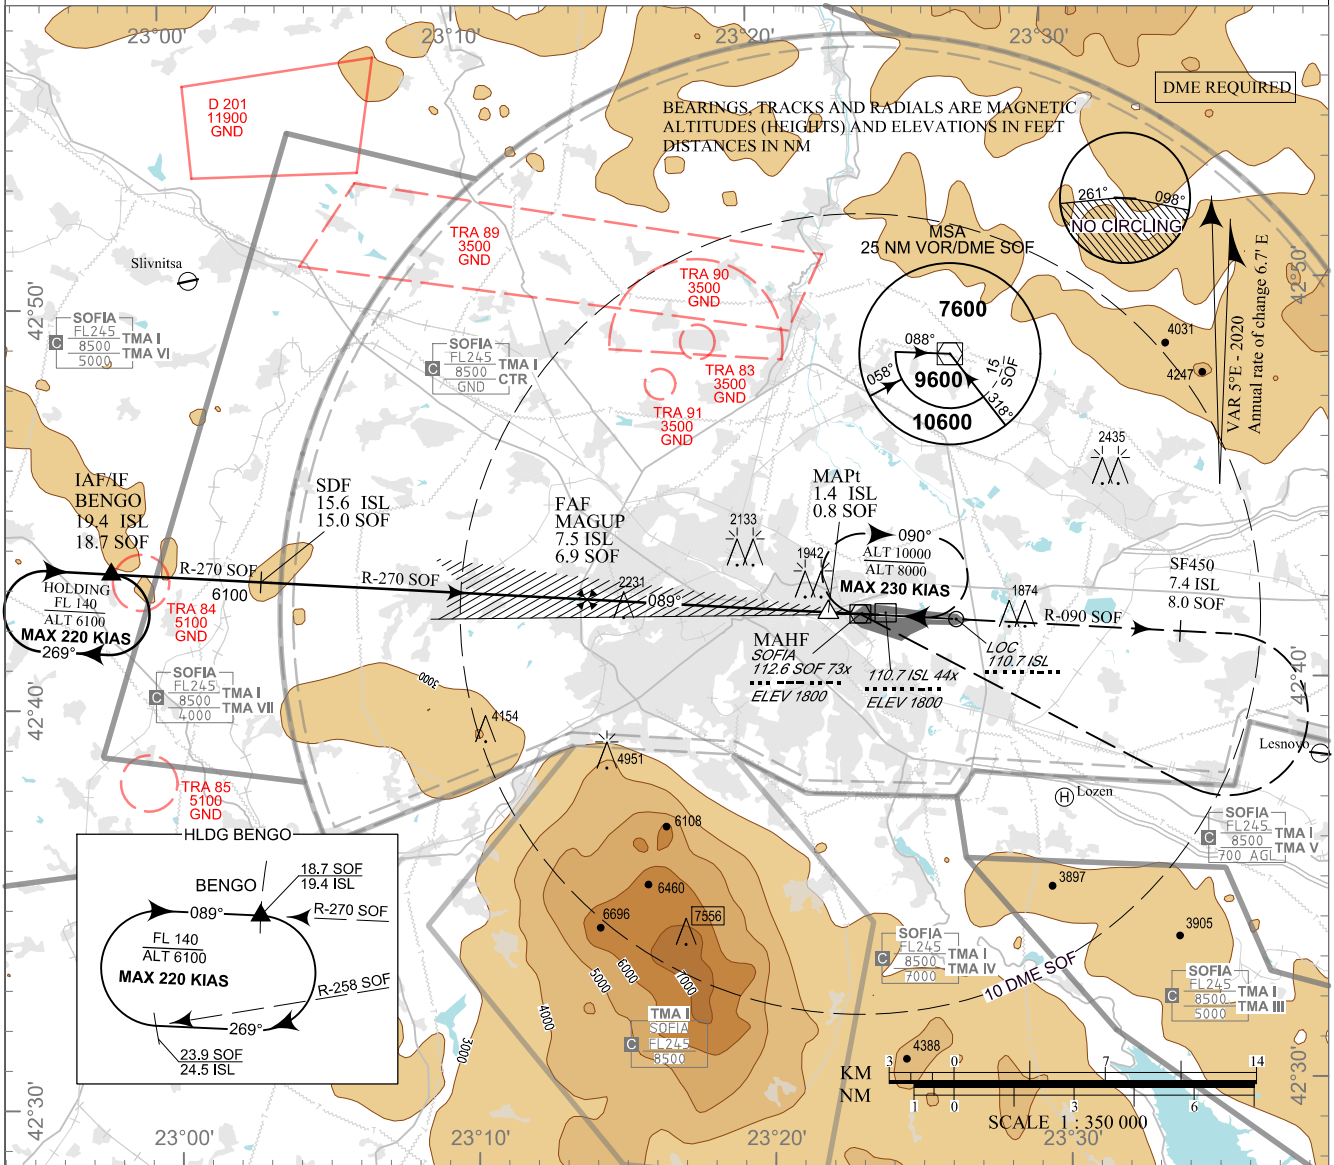 23°00'
23°10'
23°20'
23°30'
DME REQUIRED
D 201
11900
GND
BEARINGS, TRACKS AND RADIALS ARE MAGNETIC
ALTITUDES (HEIGHTS) AND ELEVATIONS IN FEET
DISTANCES IN NM
261°
098°
NO CIRCLING
TRA 89
3500
GND
MSA
25 NM VOR/DME SOF
Slivnitsa
TRA 90
3500
GND
42°50'
42°50'
7600
088°
058°
9600
15
SOF
318°
10600
4031
4247
VAR 5°E - 2020
Annual rate of change 6.7' E
SOFIA
FL245
C 8500
5000
TMA I
TMA VI
SOFIA
FL245
C 8500
GND
TMA I
CTR
TRA 83
3500
GND
TRA 91
3500
GND
2435
IAF/IF
BENGO
19.4 ISL
18.7 SOF
SDF
15.6 ISL
15.0 SOF
FAF
MAGUP
7.5 ISL
6.9 SOF
MAPt
1.4 ISL
0.8 SOF
2133
090°
ALT 10000
ALT 8000
MAX 230 KIAS
1942
SF450
7.4 ISL
8.0 SOF
R-270 SOF
6100
R-270 SOF
2231
089°
1874
R-090 SOF
HOLDING
FL 140
ALT 6100
MAX 220 KIAS
269°
TRA 84
5100
GND
MAHF
SOFIA
112.6 SOF 73x
ELEV 1800
110.7 ISL 44x
ELEV 1800
LOC
110.7 ISL
SOFIA
FL245
C 8500
4000
TMA I
TMA VII
3000
4154
4951
42°40'
42°40'
Lesnovo
TRA 85
5100
GND
H Lozen
SOFIA
FL245
C 8500
700 AGL
TMA I
TMA V
HLDG BENGO
BENGO
18.7 SOF
19.4 ISL
089°
R-270 SOF
FL 140
ALT 6100
MAX 220 KIAS
R-258 SOF
269°
23.9 SOF
24.5 ISL
6108
6460
6696
7556
3897
3905
7000
6000
5000
4000
3000
SOFIA
FL245
C 8500
7000
TMA I
TMA IV
10 DME SOF
SOFIA
FL245
C 8500
5000
TMA I
TMA III
TMA I
SOFIA
C FL245
8500
4388
KM
3 0 7 14
NM
1 0 3 6
SCALE 1 : 350 000
42°30'
42°30'
23°00'
23°10'
23°20'
23°30'